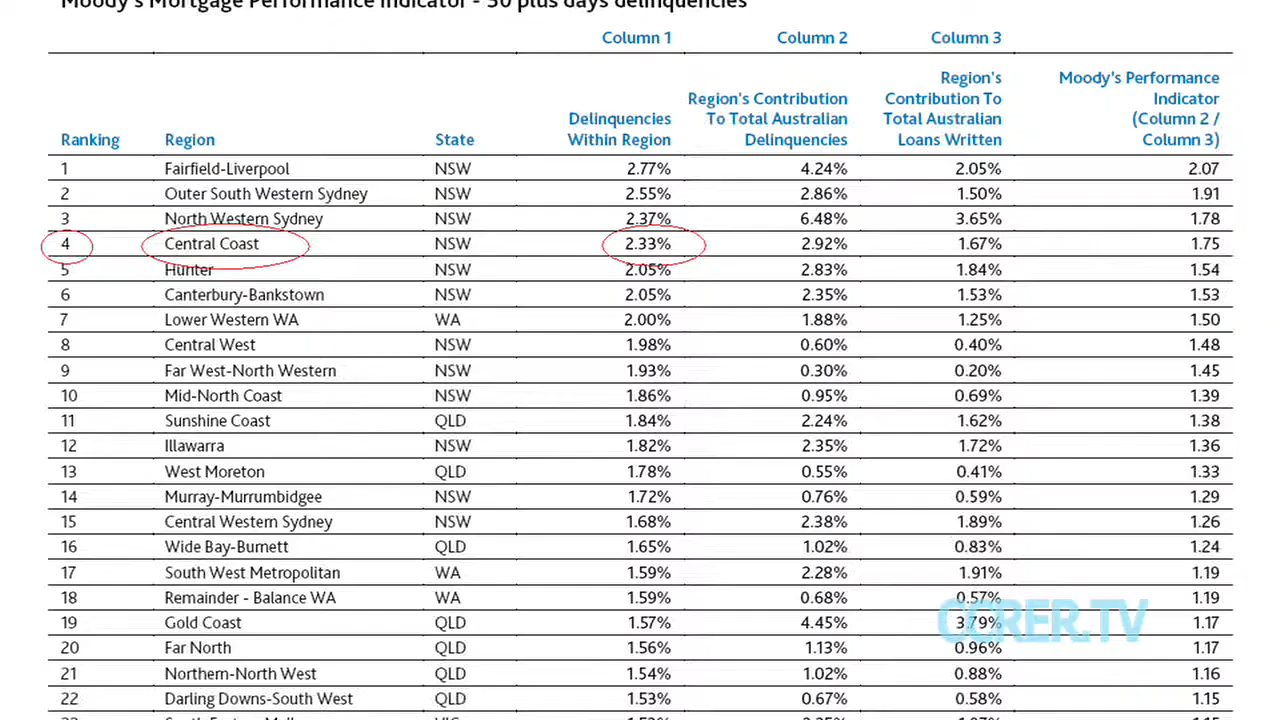 Moody's Mortgage Performance Indicator - 30 plus days delinquencies
Column 1 Column 2 Column 3
Ranking Region State Delinquencies Within Region Region's Contribution To Total Australian Delinquencies Region's Contribution To Total Australian Loans Written Moody's Performance Indicator (Column 2 / Column 3)
1 Fairfield-Liverpool NSW 2.77% 4.24% 2.05% 2.07
2 Outer South Western Sydney NSW 2.55% 2.86% 1.50% 1.91
3 North Western Sydney NSW 2.37% 6.48% 3.65% 1.78
4 Central Coast NSW 2.33% 2.92% 1.67% 1.75
5 Hunter NSW 2.05% 2.83% 1.84% 1.54
6 Canterbury-Bankstown NSW 2.05% 2.35% 1.53% 1.53
7 Lower Western WA WA 2.00% 1.88% 1.25% 1.50
8 Central West NSW 1.98% 0.60% 0.40% 1.48
9 Far West-North Western NSW 1.93% 0.30% 0.20% 1.45
10 Mid-North Coast NSW 1.86% 0.95% 0.69% 1.39
11 Sunshine Coast QLD 1.84% 2.24% 1.62% 1.38
12 Illawarra NSW 1.82% 2.35% 1.72% 1.36
13 West Moreton QLD 1.78% 0.55% 0.41% 1.33
14 Murray-Murrumbidgee NSW 1.72% 0.76% 0.59% 1.29
15 Central Western Sydney NSW 1.68% 2.38% 1.89% 1.26
16 Wide Bay-Burnett QLD 1.65% 1.02% 0.83% 1.24
17 South West Metropolitan WA 1.59% 2.28% 1.91% 1.19
18 Remainder - Balance WA WA 1.59% 0.68% 0.57% 1.19
19 Gold Coast QLD 1.57% 4.45% 3.79% 1.17
20 Far North QLD 1.56% 1.13% 0.96% 1.17
21 Northern-North West QLD 1.54% 1.02% 0.88% 1.16
22 Darling Downs-South West QLD 1.53% 0.67% 0.58% 1.15
CCRER.TV